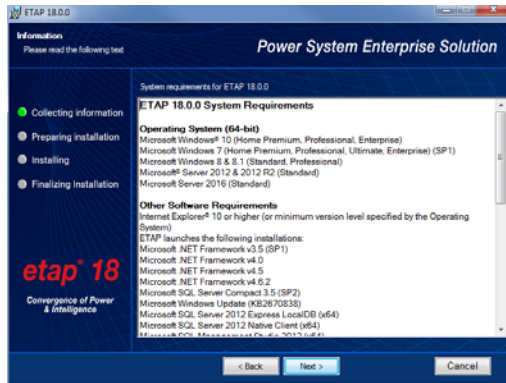 ETAP 18.0.0
Information
Please read the following text
Power System Enterprise Solution
System requirements for ETAP 18.0.0
Collecting information
Preparing installation
Installing
Finalizing Installation
etap® 18
Convergence of Power
& Intelligence
ETAP 18.0.0 System Requirements
Operating System (64-bit)
Microsoft Windows® 10 (Home Premium, Professional, Enterprise)
Microsoft Windows 7 (Home Premium, Professional, Ultimate, Enterprise) (SP1)
Microsoft Windows 8 & 8.1 (Standard, Professional)
Microsoft® Server 2012 & 2012 R2 (Standard)
Microsoft Server 2016 (Standard)
Other Software Requirements
Internet Explorer® 10 or higher (or minimum version level specified by the Operating
System)
ETAP launches the following installations:
Microsoft .NET Framework v3.5 (SP1)
Microsoft .NET Framework v4.0
Microsoft .NET Framework v4.5
Microsoft .NET Framework v4.6.2
Microsoft SQL Server Compact 3.5 (SP2)
Microsoft Windows Update (KB2670838)
Microsoft SQL Server 2012 Express LocalDB (x64)
Microsoft SQL Server 2012 Native Client (x64)
Microsoft SQL Management Studio 2012 (x64)
< Back
Next >
Cancel